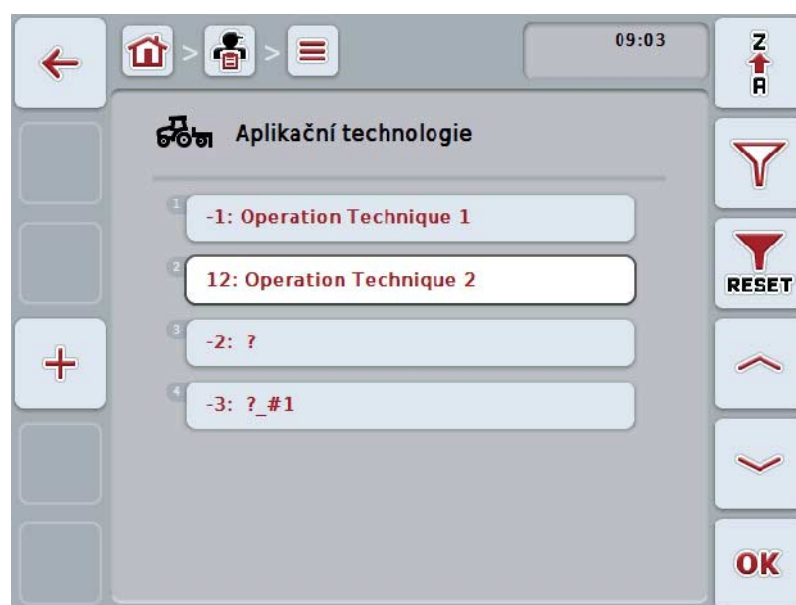 09:03
Z
A
Aplikační technologie
1
-1: Operation Technique 1
2
12: Operation Technique 2
RESET
3
-2: ?
4
-3: ?_#1
OK